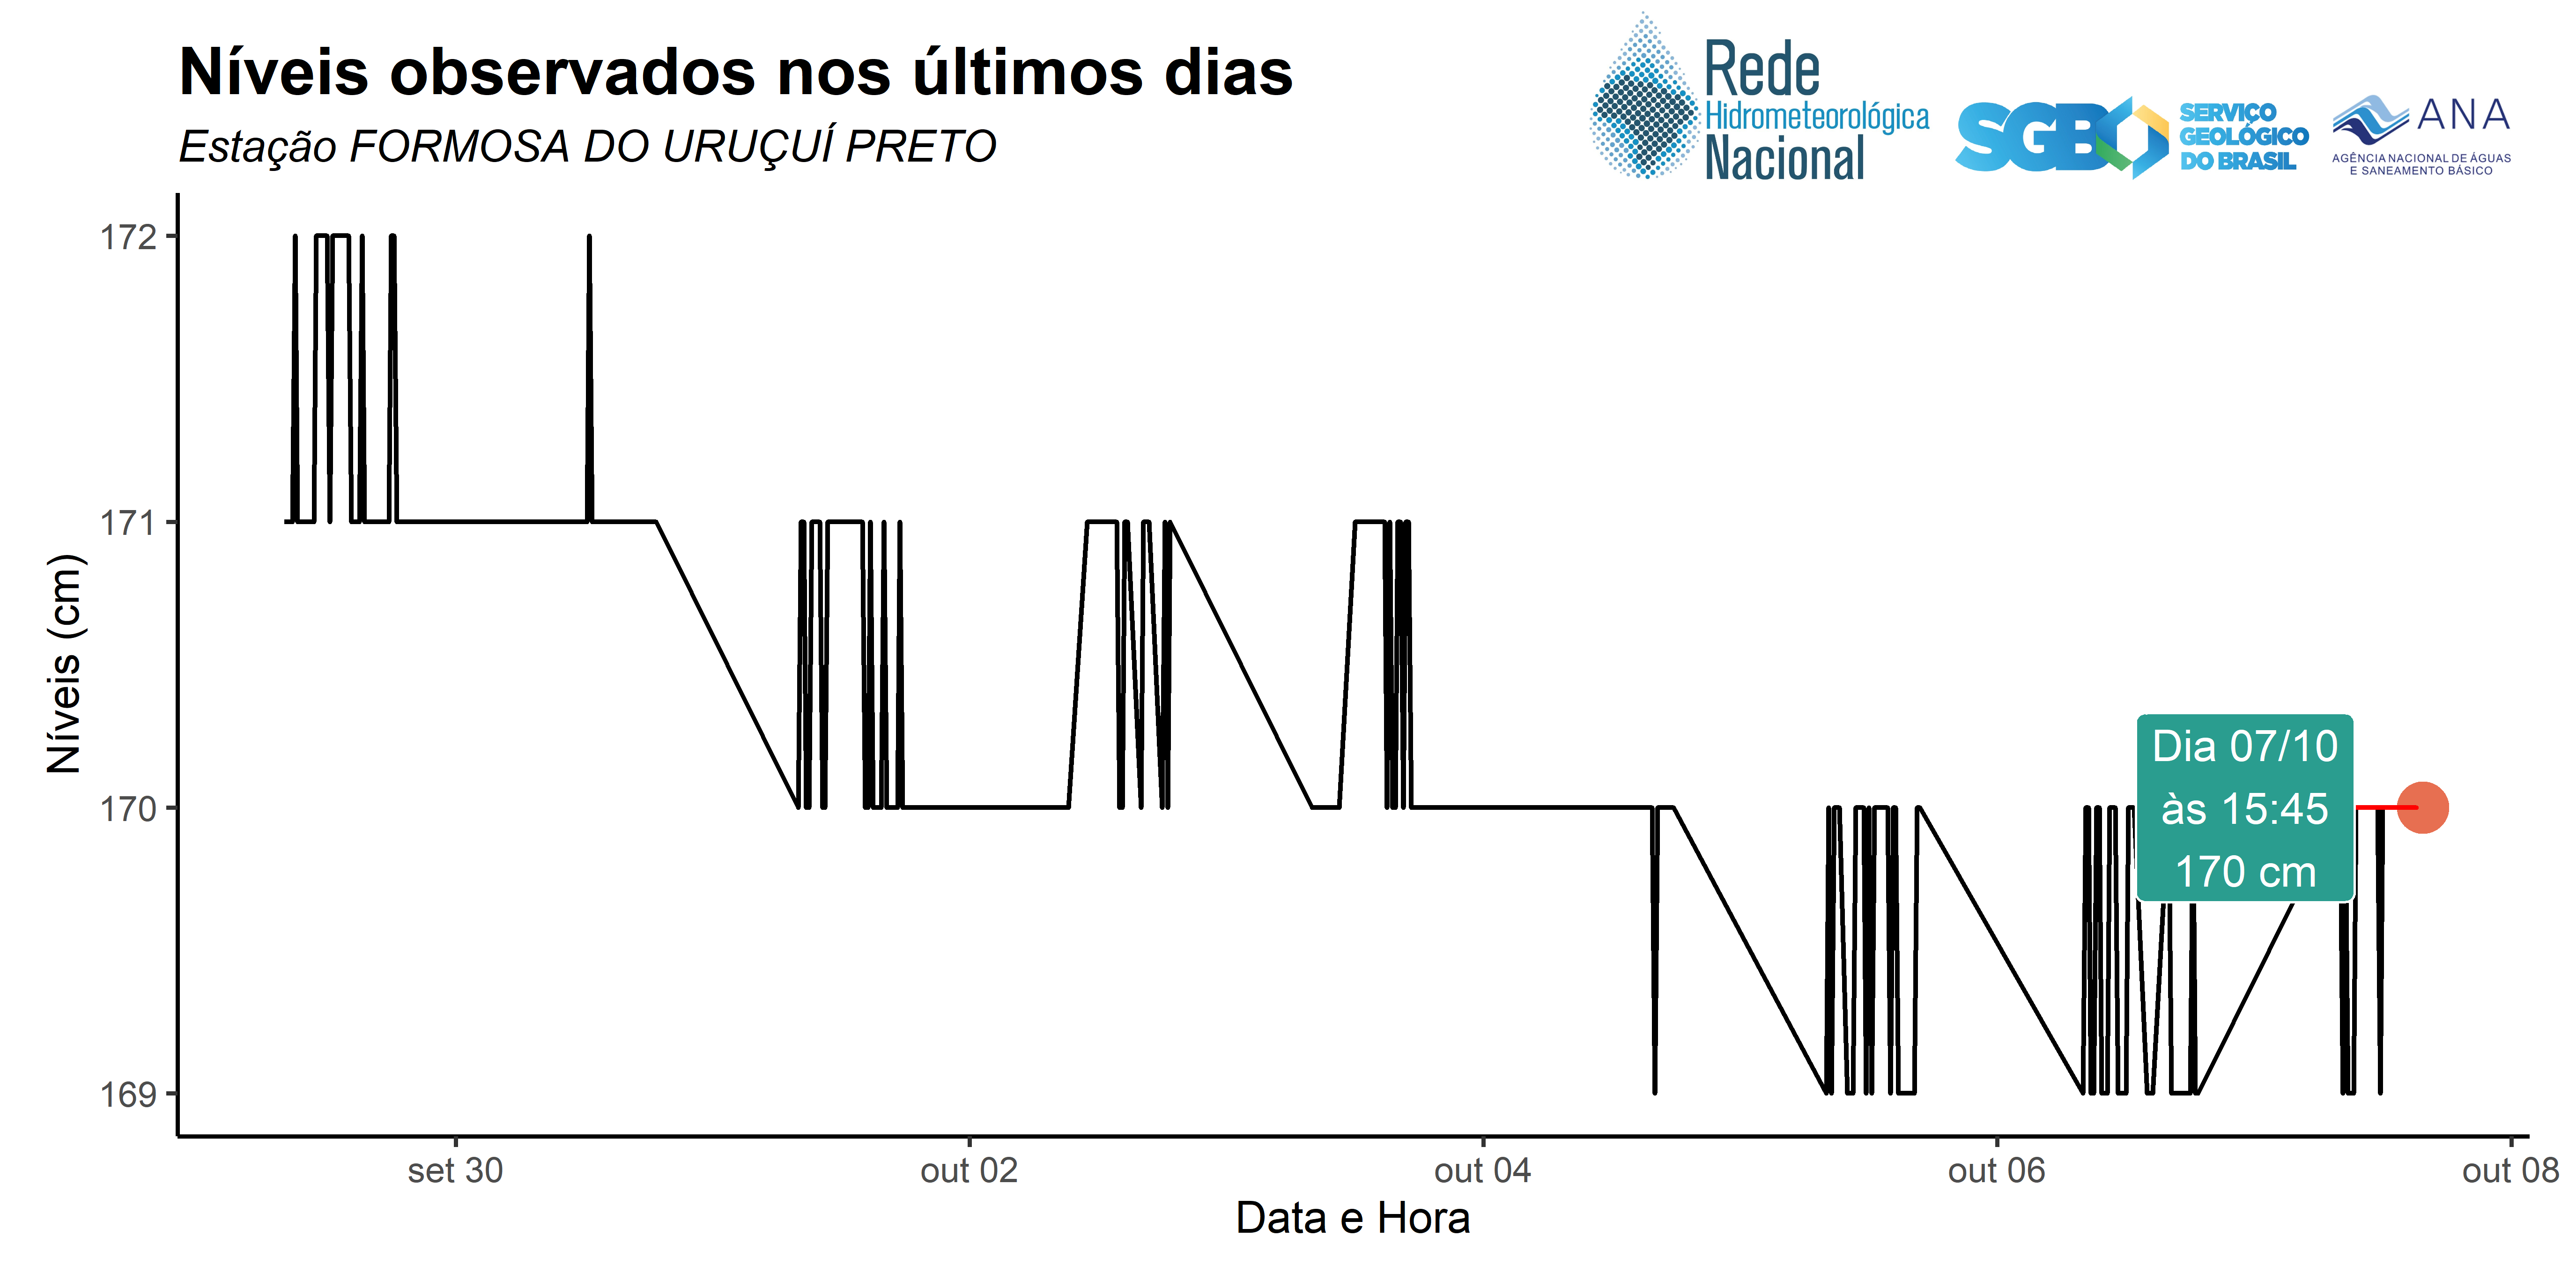 Níveis observados nos últimos dias
Estação FORMOSA DO URUÇUÍ PRETO
Rede
Hidrometeorológica
Nacional
SGB
SERVIÇO
GEOLÓGICO
DO BRASIL
ANA
AGÊNCIA NACIONAL DE ÁGUAS
E SANEAMENTO BÁSICO
Níveis (cm)
172
171
170
169
Dia 07/10
às 15:45
170 cm
set 30
out 02
out 04
out 06
out 08
Data e Hora